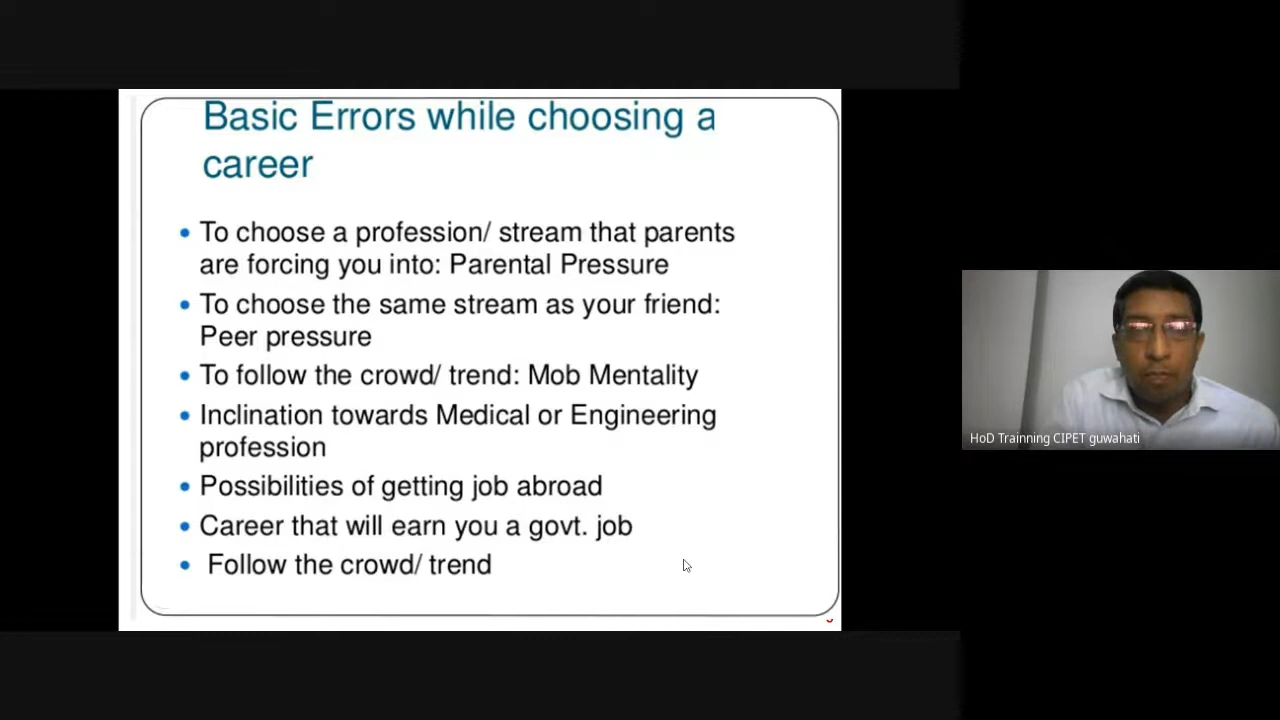 Basic Errors while choosing a
career
• To choose a profession/ stream that parents
are forcing you into: Parental Pressure
• To choose the same stream as your friend:
Peer pressure
• To follow the crowd/ trend: Mob Mentality
• Inclination towards Medical or Engineering
profession
• Possibilities of getting job abroad
• Career that will earn you a govt. job
• Follow the crowd/ trend
HoD Trainning CIPET guwahati